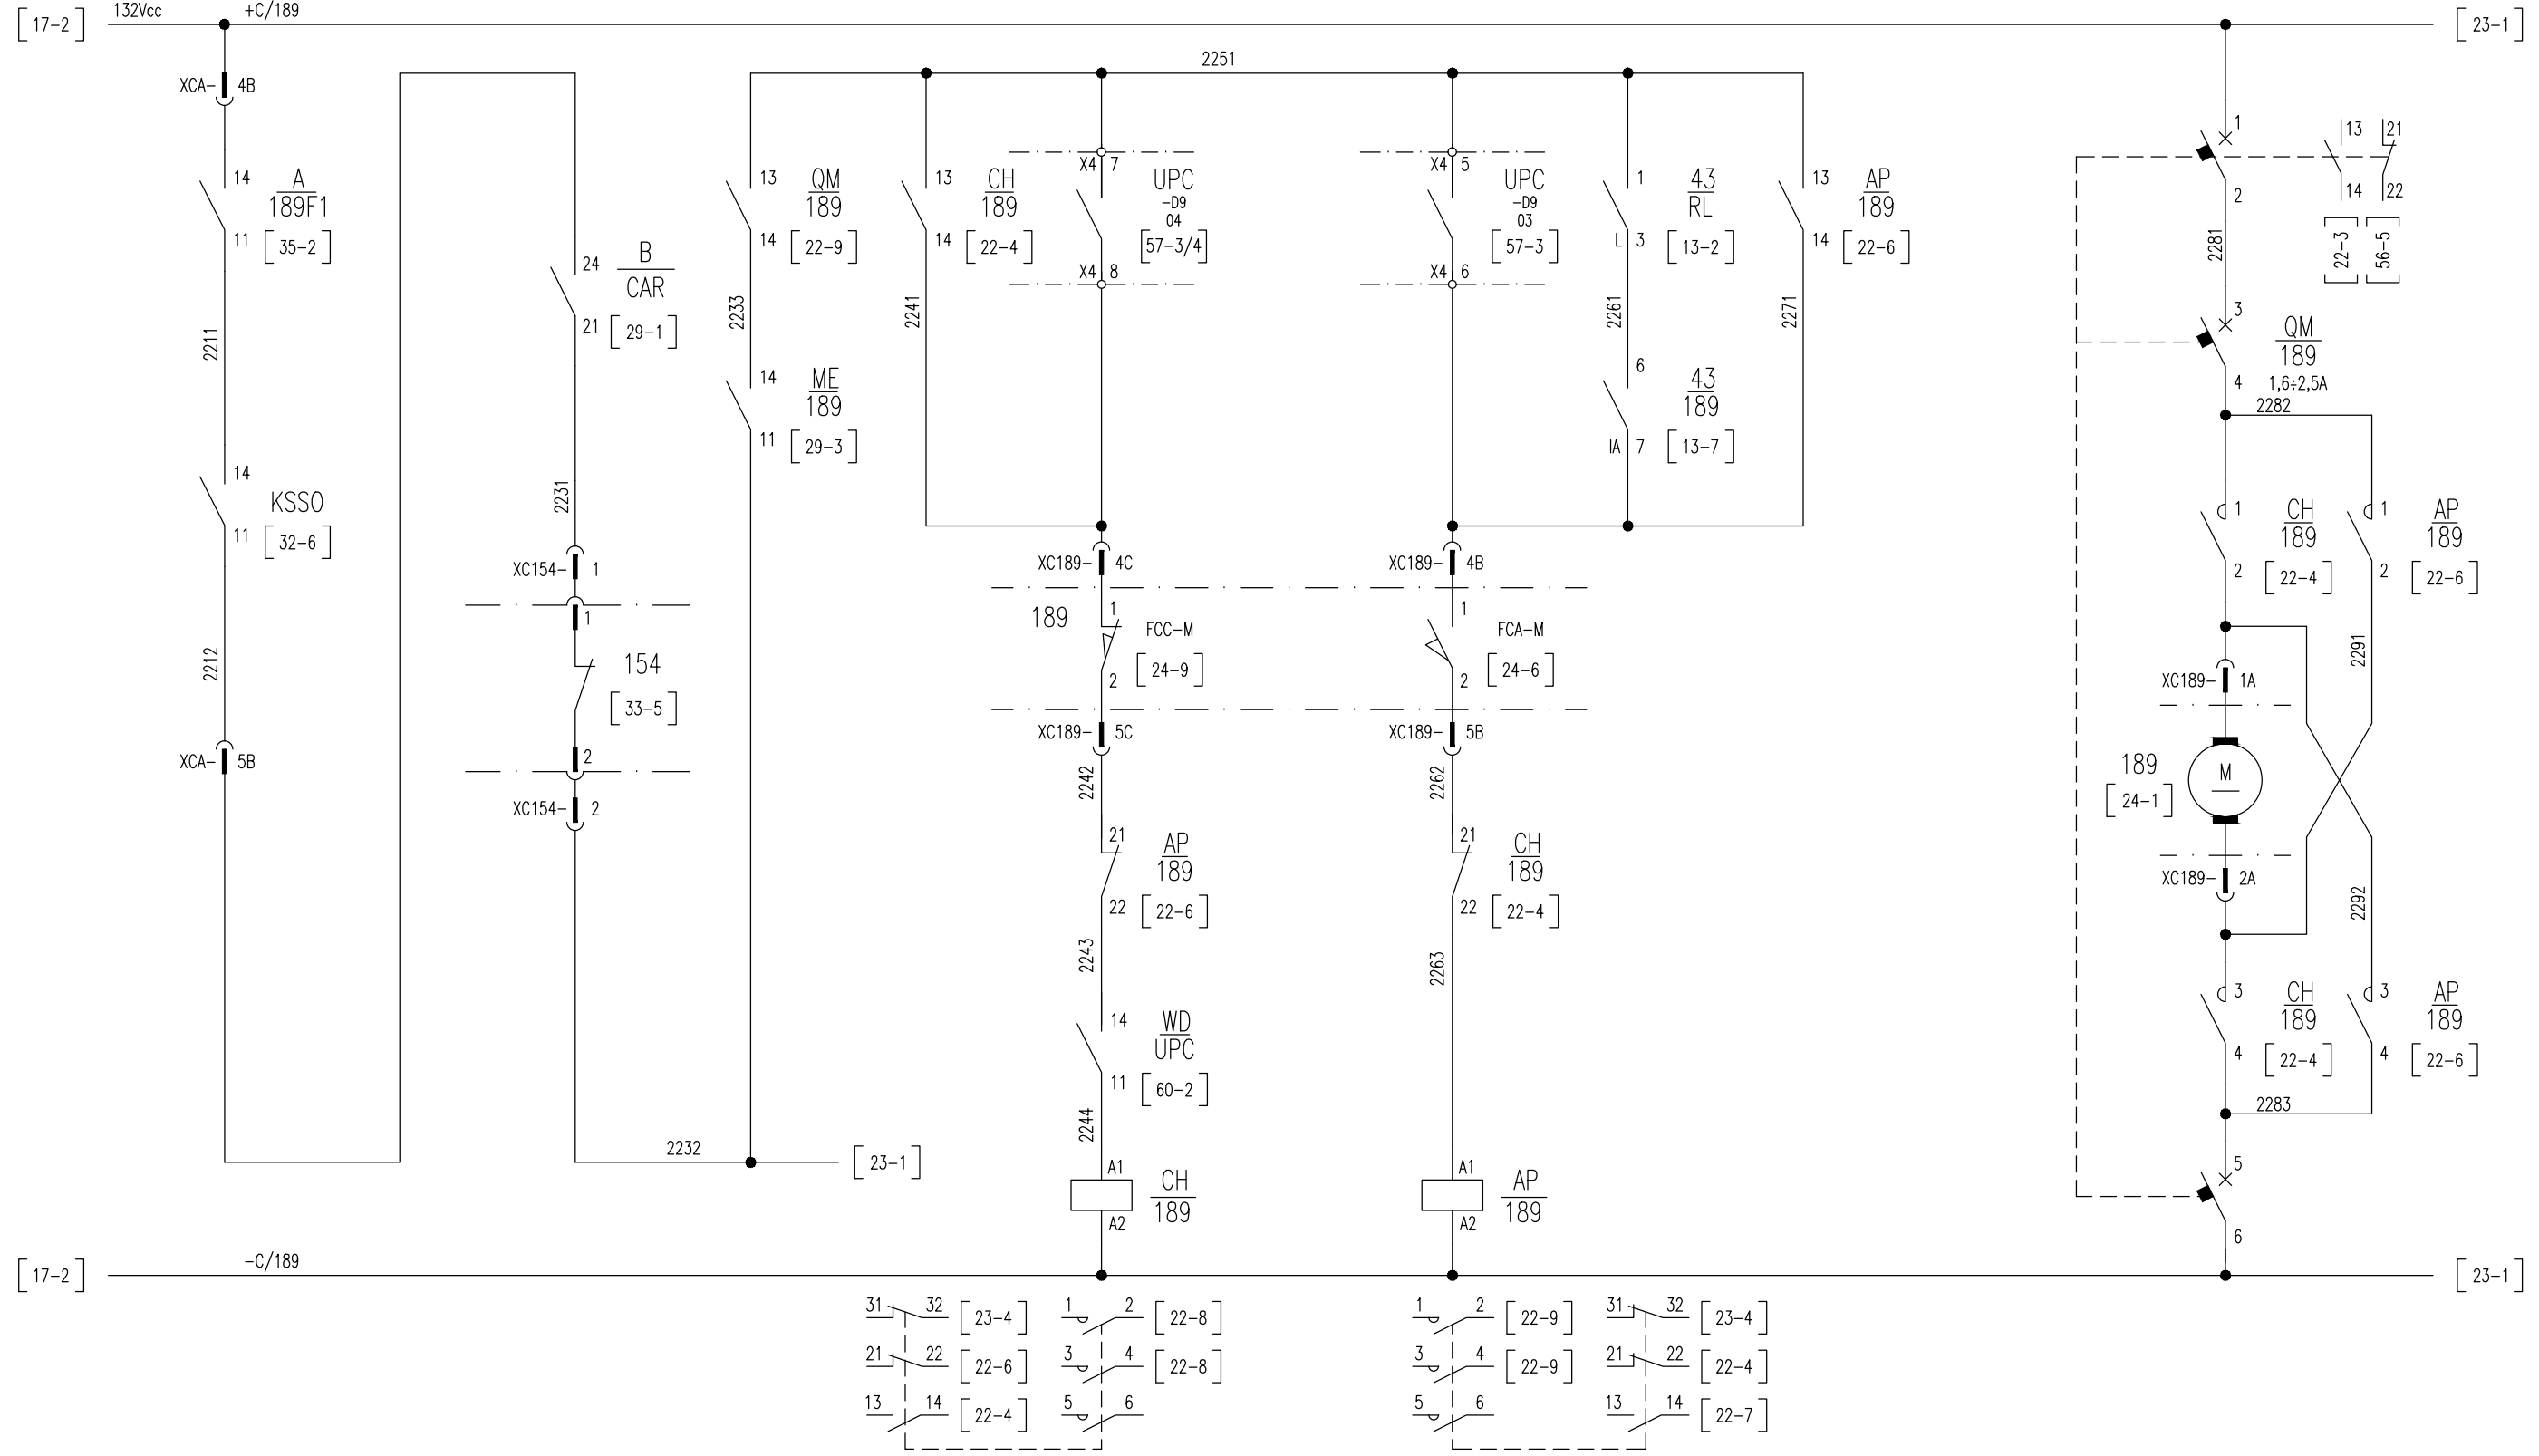 132Vcc +C/189
17-2
23-1
2251
XCA- 4B
14 A
189F1
11 35-2
2211
14
KSSO
11 32-6
2212
XCA- 5B
24 B
CAR
21 29-1
2231
XC154- 1
1
154
33-5
2
XC154- 2
2232
23-1
13 QM
189
14 22-9
2233
14 ME
189
11 29-3
13 CH
189
14 22-4
2241
X4 7
UPC
-D9
04
57-3/4
X4 8
X4 5
UPC
-D9
03
57-3
X4 6
1 43
RL
L 3 13-2
2261
6 43
189
IA 7 13-7
13 AP
189
14 22-6
2271
XC189- 4C
189
1 FCC-M
2 24-9
XC189- 5C
2242
21 AP
189
22 22-6
2243
14 WD
UPC
11 60-2
2244
A1 CH
A2 189
XC189- 4B
1 FCA-M
2 24-6
XC189- 5B
2262
21 CH
189
22 22-4
2263
A1 AP
A2 189
1
2
13 21
14 22
22-3 56-5
2281
3 QM
189
4 1,6÷2,5A
2282
1 CH
189
2 22-4
1 AP
189
2 22-6
2291
XC189- 1A
189
24-1
M
XC189- 2A
2292
3 CH
189
4 22-4
3 AP
189
4 22-6
2283
5
6
17-2
-C/189
23-1
31 32 23-4 1 2 22-8
21 22 22-6 3 4 22-8
13 14 22-4 5 6
1 2 22-9 31 32 23-4
3 4 22-9 21 22 22-4
5 6 13 14 22-7